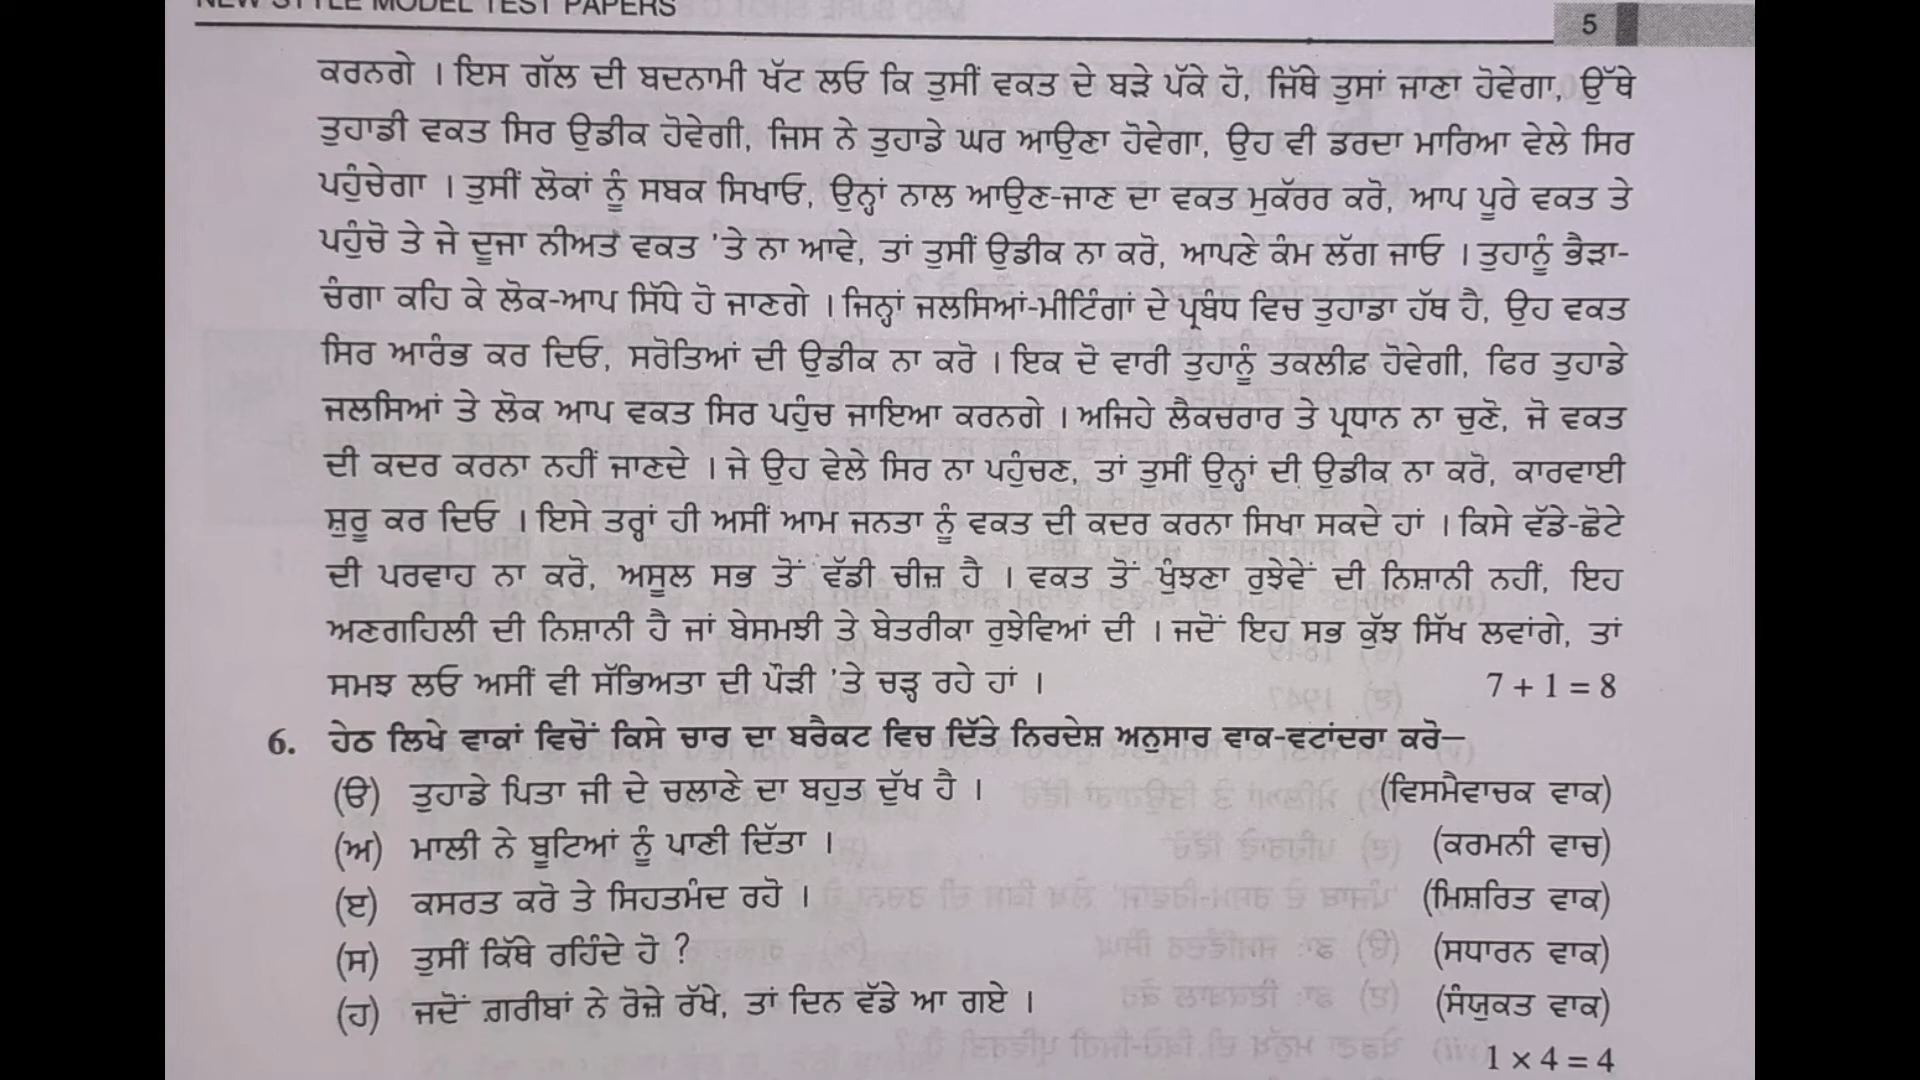 NEW STYLE MODEL TEST PAPERS
5
ਕਰਨਗੇ । ਇਸ ਗੱਲ ਦੀ ਬਦਨਾਮੀ ਖੱਟ ਲਓ ਕਿ ਤੁਸੀਂ ਵਕਤ ਦੇ ਬੜੇ ਪੱਕੇ ਹੋ, ਜਿੱਥੇ ਤੁਸਾਂ ਜਾਣਾ ਹੋਵੇਗਾ, ਉੱਥੇ
ਤੁਹਾਡੀ ਵਕਤ ਸਿਰ ਉਡੀਕ ਹੋਵੇਗੀ, ਜਿਸ ਨੇ ਤੁਹਾਡੇ ਘਰ ਆਉਣਾ ਹੋਵੇਗਾ, ਉਹ ਵੀ ਡਰਦਾ ਮਾਰਿਆ ਵੇਲੇ ਸਿਰ
ਪਹੁੰਚੇਗਾ । ਤੁਸੀਂ ਲੋਕਾਂ ਨੂੰ ਸਬਕ ਸਿਖਾਓ, ਉਨ੍ਹਾਂ ਨਾਲ ਆਉਣ-ਜਾਣ ਦਾ ਵਕਤ ਮੁਕੱਰਰ ਕਰੋ, ਆਪ ਪੂਰੇ ਵਕਤ ਤੇ
ਪਹੁੰਚੋ ਤੇ ਜੇ ਦੂਜਾ ਨੀਅਤ ਵਕਤ 'ਤੇ ਨਾ ਆਵੇ, ਤਾਂ ਤੁਸੀਂ ਉਡੀਕ ਨਾ ਕਰੋ, ਆਪਣੇ ਕੰਮ ਲੱਗ ਜਾਓ । ਤੁਹਾਨੂੰ ਭੈੜਾ-
ਚੰਗਾ ਕਹਿ ਕੇ ਲੋਕ-ਆਪ ਸਿੱਧੇ ਹੋ ਜਾਣਗੇ । ਜਿਨ੍ਹਾਂ ਜਲਸਿਆਂ-ਮੀਟਿੰਗਾਂ ਦੇ ਪ੍ਰਬੰਧ ਵਿਚ ਤੁਹਾਡਾ ਹੱਥ ਹੈ, ਉਹ ਵਕਤ
ਸਿਰ ਆਰੰਭ ਕਰ ਦਿਓ, ਸਰੋਤਿਆਂ ਦੀ ਉਡੀਕ ਨਾ ਕਰੋ । ਇਕ ਦੋ ਵਾਰੀ ਤੁਹਾਨੂੰ ਤਕਲੀਫ਼ ਹੋਵੇਗੀ, ਫਿਰ ਤੁਹਾਡੇ
ਜਲਸਿਆਂ ਤੇ ਲੋਕ ਆਪ ਵਕਤ ਸਿਰ ਪਹੁੰਚ ਜਾਇਆ ਕਰਨਗੇ । ਅਜਿਹੇ ਲੈਕਚਰਾਰ ਤੇ ਪ੍ਰਧਾਨ ਨਾ ਚੁਣੋ, ਜੋ ਵਕਤ
ਦੀ ਕਦਰ ਕਰਨਾ ਨਹੀਂ ਜਾਣਦੇ । ਜੇ ਉਹ ਵੇਲੇ ਸਿਰ ਨਾ ਪਹੁੰਚਣ, ਤਾਂ ਤੁਸੀਂ ਉਨ੍ਹਾਂ ਦੀ ਉਡੀਕ ਨਾ ਕਰੋ, ਕਾਰਵਾਈ
ਸ਼ੁਰੂ ਕਰ ਦਿਓ । ਇਸੇ ਤਰ੍ਹਾਂ ਹੀ ਅਸੀਂ ਆਮ ਜਨਤਾ ਨੂੰ ਵਕਤ ਦੀ ਕਦਰ ਕਰਨਾ ਸਿਖਾ ਸਕਦੇ ਹਾਂ । ਕਿਸੇ ਵੱਡੇ-ਛੋਟੇ
ਦੀ ਪਰਵਾਹ ਨਾ ਕਰੋ, ਅਸੂਲ ਸਭ ਤੋਂ ਵੱਡੀ ਚੀਜ਼ ਹੈ । ਵਕਤ ਤੋਂ ਖੁੰਝਣਾ ਰੁਝੇਵੇਂ ਦੀ ਨਿਸ਼ਾਨੀ ਨਹੀਂ, ਇਹ
ਅਣਗਹਿਲੀ ਦੀ ਨਿਸ਼ਾਨੀ ਹੈ ਜਾਂ ਬੇਸਮਝੀ ਤੇ ਬੇਤਰੀਕਾ ਰੁਝੇਵਿਆਂ ਦੀ । ਜਦੋਂ ਇਹ ਸਭ ਕੁੱਝ ਸਿੱਖ ਲਵਾਂਗੇ, ਤਾਂ
ਸਮਝ ਲਓ ਅਸੀਂ ਵੀ ਸੱਭਿਅਤਾ ਦੀ ਪੌੜੀ 'ਤੇ ਚੜ੍ਹ ਰਹੇ ਹਾਂ । 7 + 1 = 8
6. ਹੇਠ ਲਿਖੇ ਵਾਕਾਂ ਵਿਚੋਂ ਕਿਸੇ ਚਾਰ ਦਾ ਬਰੈਕਟ ਵਿਚ ਦਿੱਤੇ ਨਿਰਦੇਸ਼ ਅਨੁਸਾਰ ਵਾਕ-ਵਟਾਂਦਰਾ ਕਰੋ—
(ੳ) ਤੁਹਾਡੇ ਪਿਤਾ ਜੀ ਦੇ ਚਲਾਣੇ ਦਾ ਬਹੁਤ ਦੁੱਖ ਹੈ । (ਵਿਸਮੈਵਾਚਕ ਵਾਕ)
(ਅ) ਮਾਲੀ ਨੇ ਬੂਟਿਆਂ ਨੂੰ ਪਾਣੀ ਦਿੱਤਾ । (ਕਰਮਨੀ ਵਾਚ)
(ੲ) ਕਸਰਤ ਕਰੋ ਤੇ ਸਿਹਤਮੰਦ ਰਹੋ । (ਮਿਸ਼ਰਿਤ ਵਾਕ)
(ਸ) ਤੁਸੀਂ ਕਿੱਥੇ ਰਹਿੰਦੇ ਹੋ ? (ਸਧਾਰਨ ਵਾਕ)
(ਹ) ਜਦੋਂ ਗ਼ਰੀਬਾਂ ਨੇ ਰੋਜ਼ੇ ਰੱਖੇ, ਤਾਂ ਦਿਨ ਵੱਡੇ ਆ ਗਏ । (ਸੰਯੁਕਤ ਵਾਕ)
1 × 4 = 4